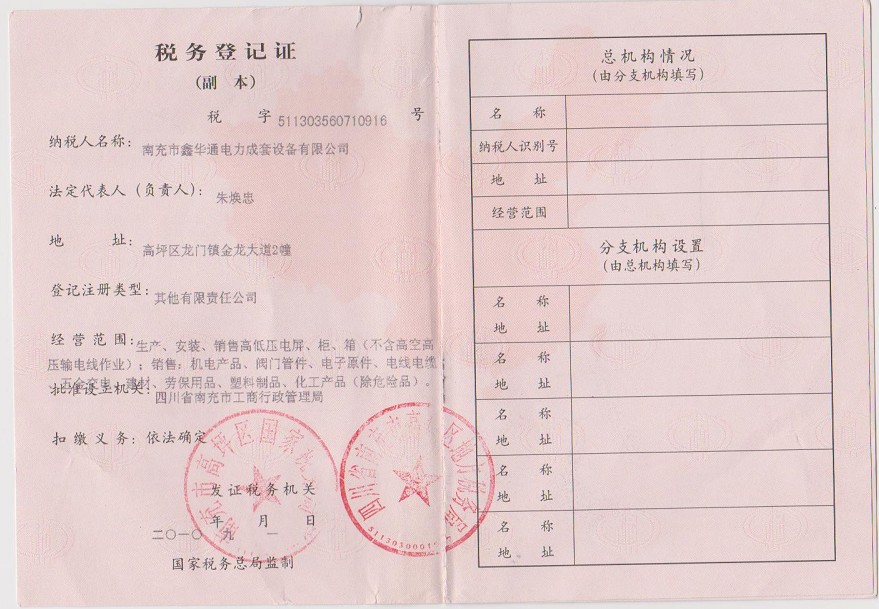 税务登记证
(副 本)
税 字 511303560710916 号
纳税人名称: 南充市鑫华通电力成套设备有限公司
法定代表人(负责人): 朱焕忠
地 址: 高坪区龙门镇金龙大道2幢
登记注册类型: 其他有限责任公司
经营范围: 生产、安装、销售高低压电屏、柜、箱(不含高空高
压输电线作业);销售:机电产品、阀门管件、电子原件、电线电缆
、五金交电、建材、劳保用品、塑料制品、化工产品(除危险品)。
批准设立机关: 四川省南充市工商行政管理局
扣缴义务: 依法确定
发证税务机关
年 月 日
二〇一〇 九 一
国家税务总局监制
总机构情况
(由分支机构填写)
名 称
纳税人识别号
地 址
经营范围
分支机构设置
(由总机构填写)
名 称
地 址
名 称
地 址
名 称
地 址
名 称
地 址
名 称
地 址